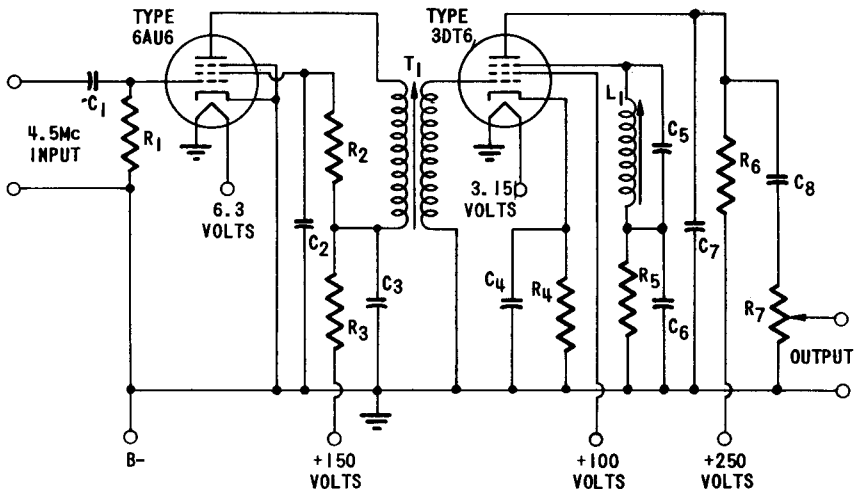 TYPE
6AU6
TYPE
3DT6
T1
C1
4.5Mc
INPUT
R1
6.3
VOLTS
R2
C2
C3
R3
3.15
VOLTS
L1
C5
R6
C8
C7
C4
R4
R5
C6
R7
OUTPUT
B-
+150
VOLTS
+100
VOLTS
+250
VOLTS